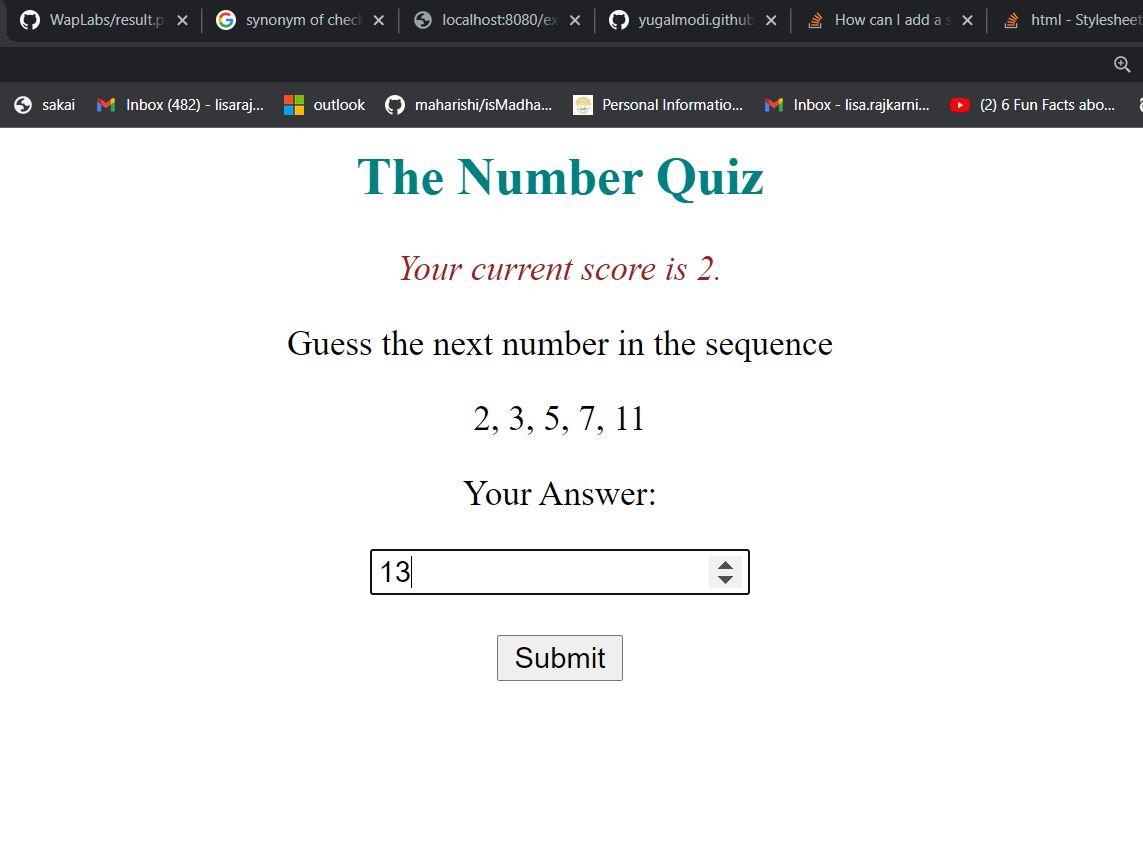 WapLabs/result.p
synonym of chec
localhost:8080/ex
yugalmodi.github
How can I add a s
html - Stylesheet
sakai
Inbox (482) - lisaraj...
outlook
maharishi/isMadha...
Personal Informatio...
Inbox - lisa.rajkarni...
(2) 6 Fun Facts abo...
The Number Quiz
Your current score is 2.
Guess the next number in the sequence
2, 3, 5, 7, 11
Your Answer:
13
Submit